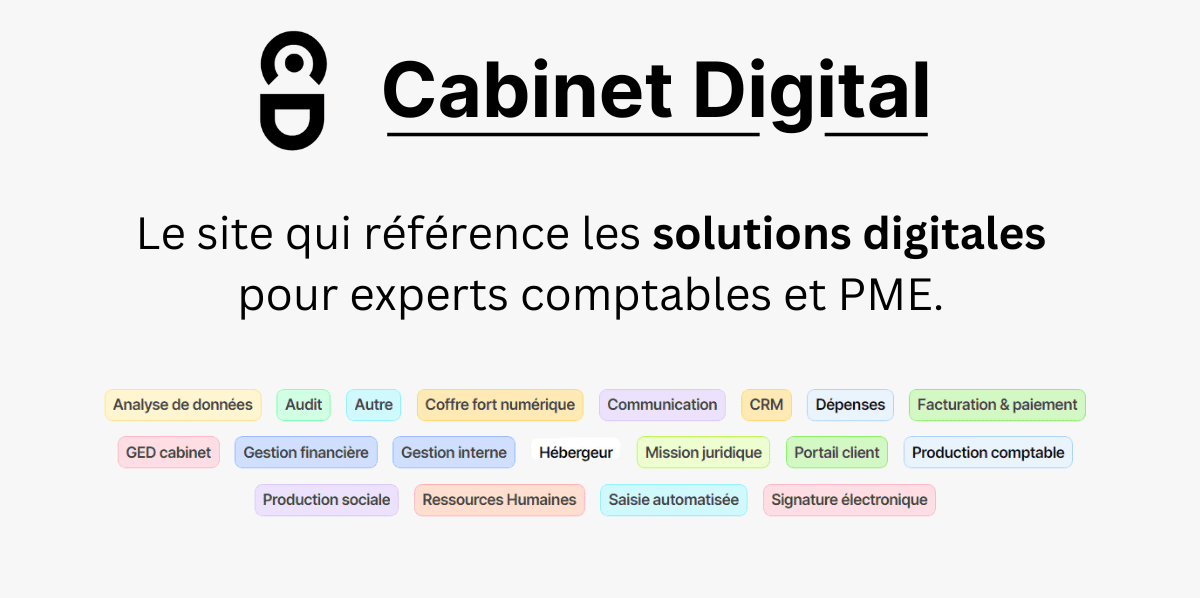 Cabinet Digital
Le site qui référence les solutions digitales
pour experts comptables et PME.
Analyse de données Audit Autre Coffre fort numérique Communication CRM Dépenses Facturation & paiement
GED cabinet Gestion financière Gestion interne Hébergeur Mission juridique Portail client Production comptable
Production sociale Ressources Humaines Saisie automatisée Signature électronique